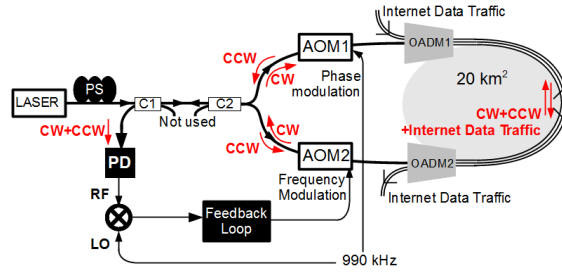 Internet Data Traffic
CCW
AOM1
OADM1
CW
PS
Phase
modulation
20 km²
LASER
C1
C2
CW+CCW
Not used
CW
CCW
CW+CCW
+Internet Data Traffic
PD
AOM2
OADM2
RF
Frequency
Modulation
Internet Data Traffic
Feedback
Loop
LO
990 kHz